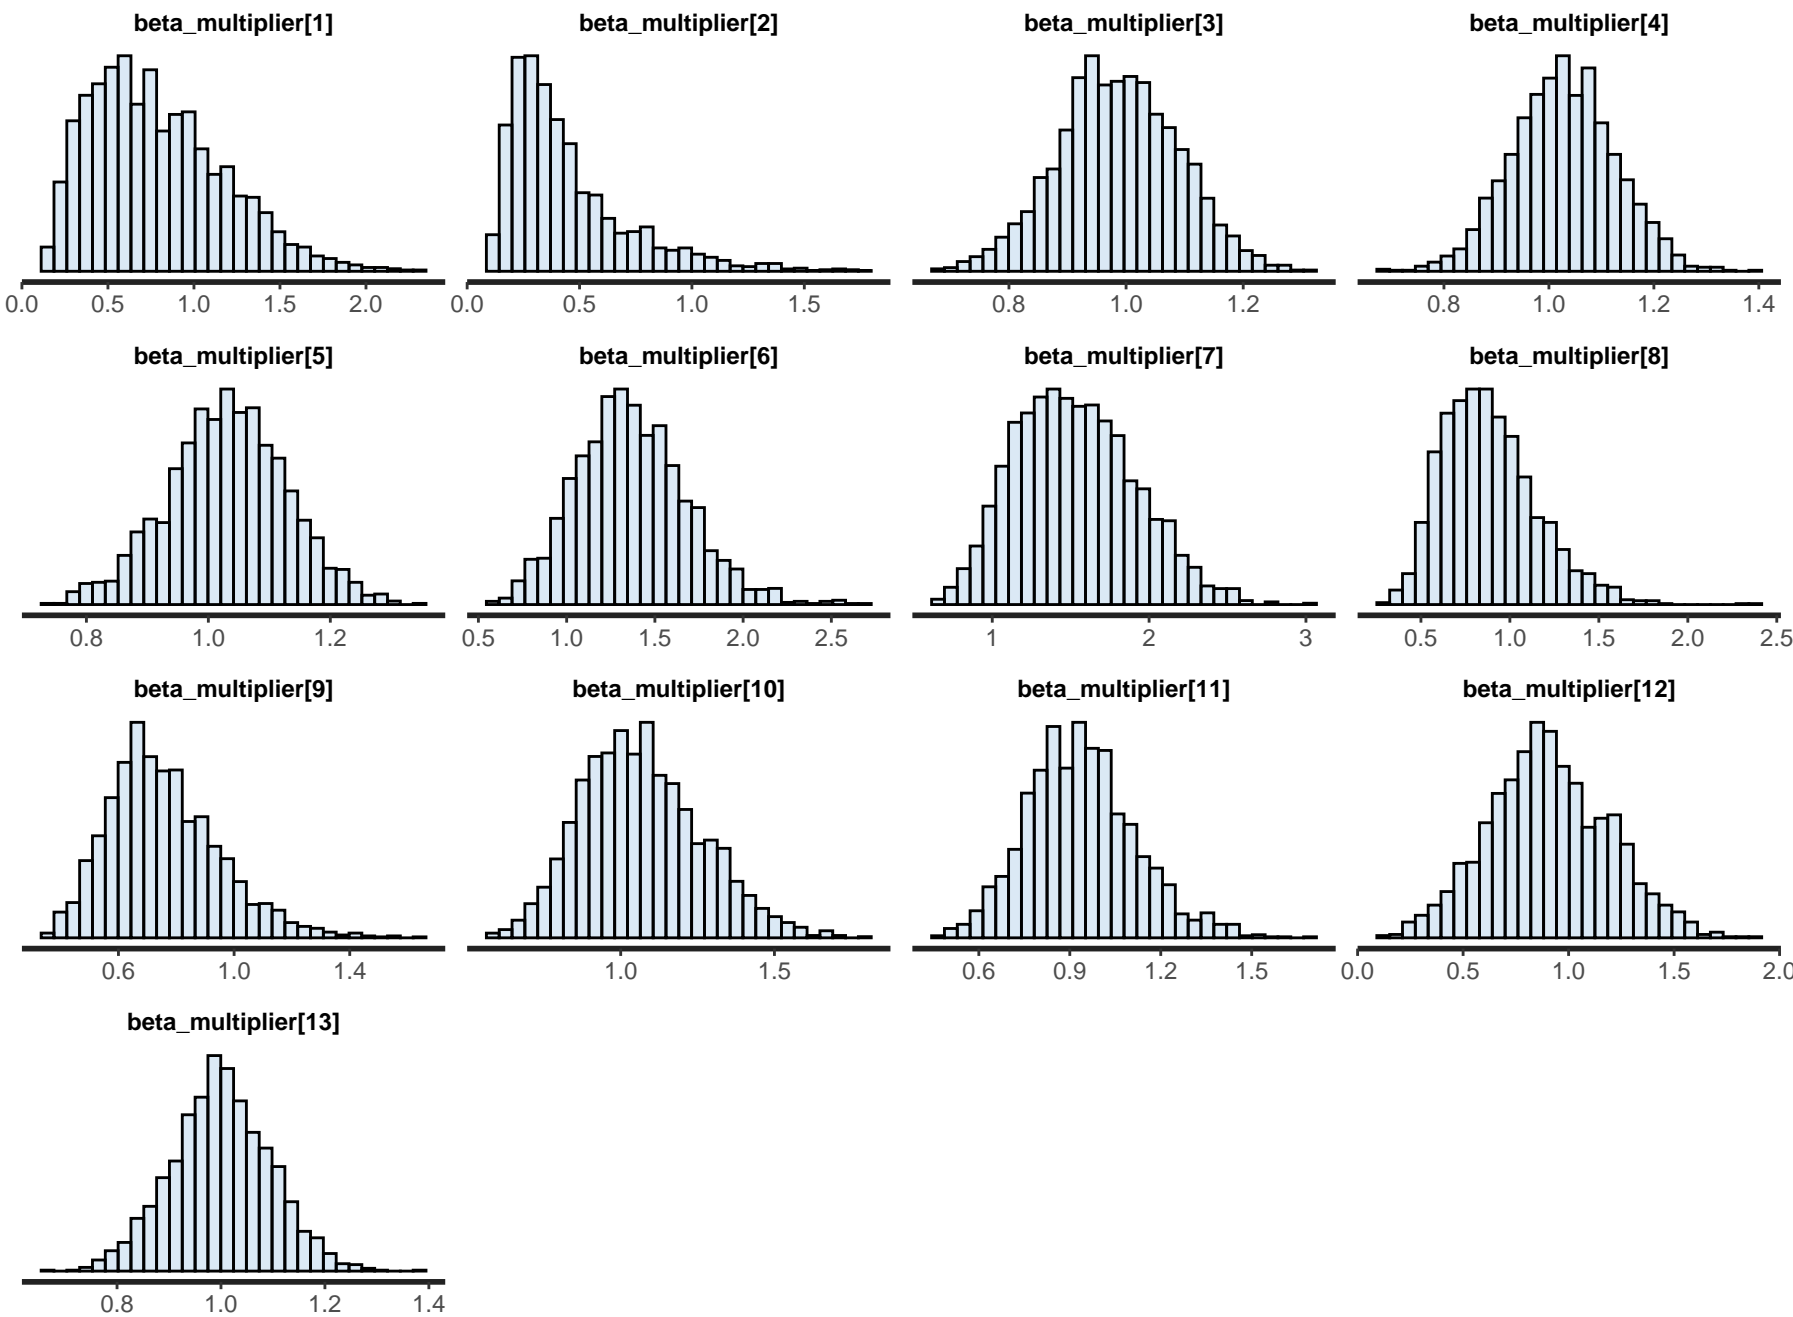 beta_multiplier[1] beta_multiplier[2] beta_multiplier[3] beta_multiplier[4]
0.0 0.5 1.0 1.5 2.0 0.0 0.5 1.0 1.5 0.8 1.0 1.2 0.8 1.0 1.2 1.4
beta_multiplier[5] beta_multiplier[6] beta_multiplier[7] beta_multiplier[8]
0.8 1.0 1.2 0.5 1.0 1.5 2.0 2.5 1 2 3 0.5 1.0 1.5 2.0 2.5
beta_multiplier[9] beta_multiplier[10] beta_multiplier[11] beta_multiplier[12]
0.6 1.0 1.4 1.0 1.5 0.6 0.9 1.2 1.5 0.0 0.5 1.0 1.5 2.0
beta_multiplier[13]
0.8 1.0 1.2 1.4